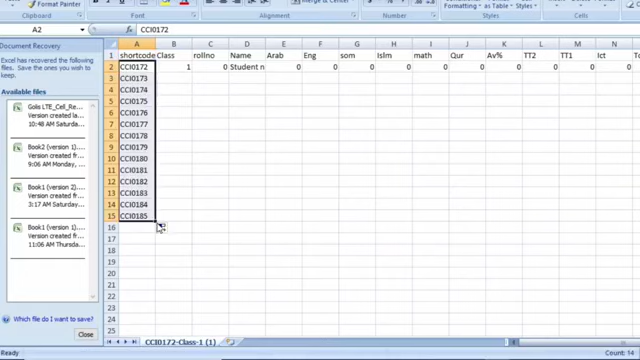 Format Painter
Merge & Center
as Table
Styles
Clipboard
Font
Alignment
Number
Styles
A2
CCI0172
Document Recovery
Excel has recovered the following files. Save the ones you wish to keep.
Available files
Golis LTE_Cell_Re...
Version created la...
10:48 AM Saturda...
Book2 (version 1)....
Version created fr...
9:06 AM Monday, ...
Book1 (version 2)....
Version created fr...
3:17 AM Saturday...
Book1 (version 1)....
Version created fr...
11:06 AM Thursda...
Which file do I want to save?
Close
A B C D E F G H I J K L M N
1 shortcode Class rollno Name Arab Eng som Islm math Qur Av% TT2 TT1 Ict
2 CCI0172 1 0 Student n 0 0 0 0 0 0 0 0 0 0
3 CCI0173
4 CCI0174
5 CCI0175
6 CCI0176
7 CCI0177
8 CCI0178
9 CCI0179
10 CCI0180
11 CCI0181
12 CCI0182
13 CCI0183
14 CCI0184
15 CCI0185
16
17
18
19
20
21
22
23
24
25
CCI0172-Class-1 (1)
Ready
Count: 14